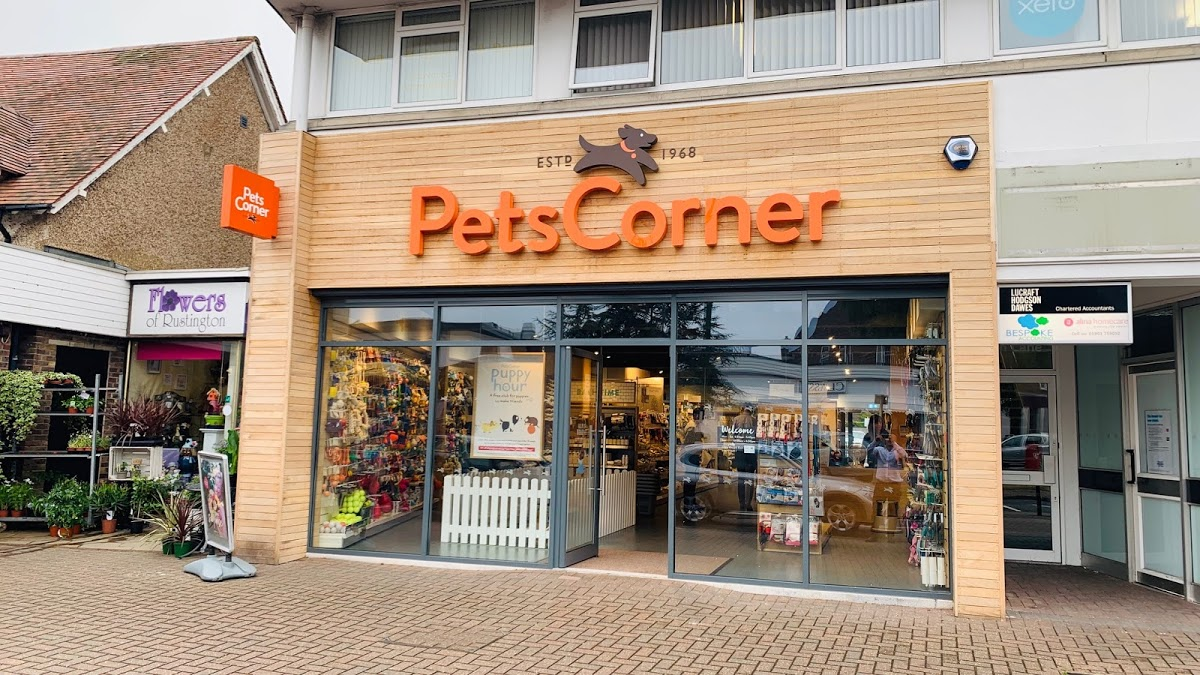 xero
ESTD 1968
PetsCorner
Pets
Corner
Flowers
of Rustington
LUCRAFT
HODGSON
DAWES
Chartered Accountants
BESPOKE
puppy
hour
Welcome